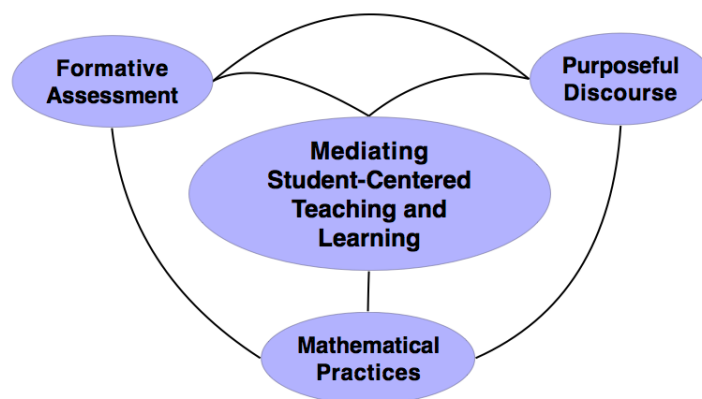 Formative
Assessment
Purposeful
Discourse
Mediating
Student-Centered
Teaching and
Learning
Mathematical
Practices